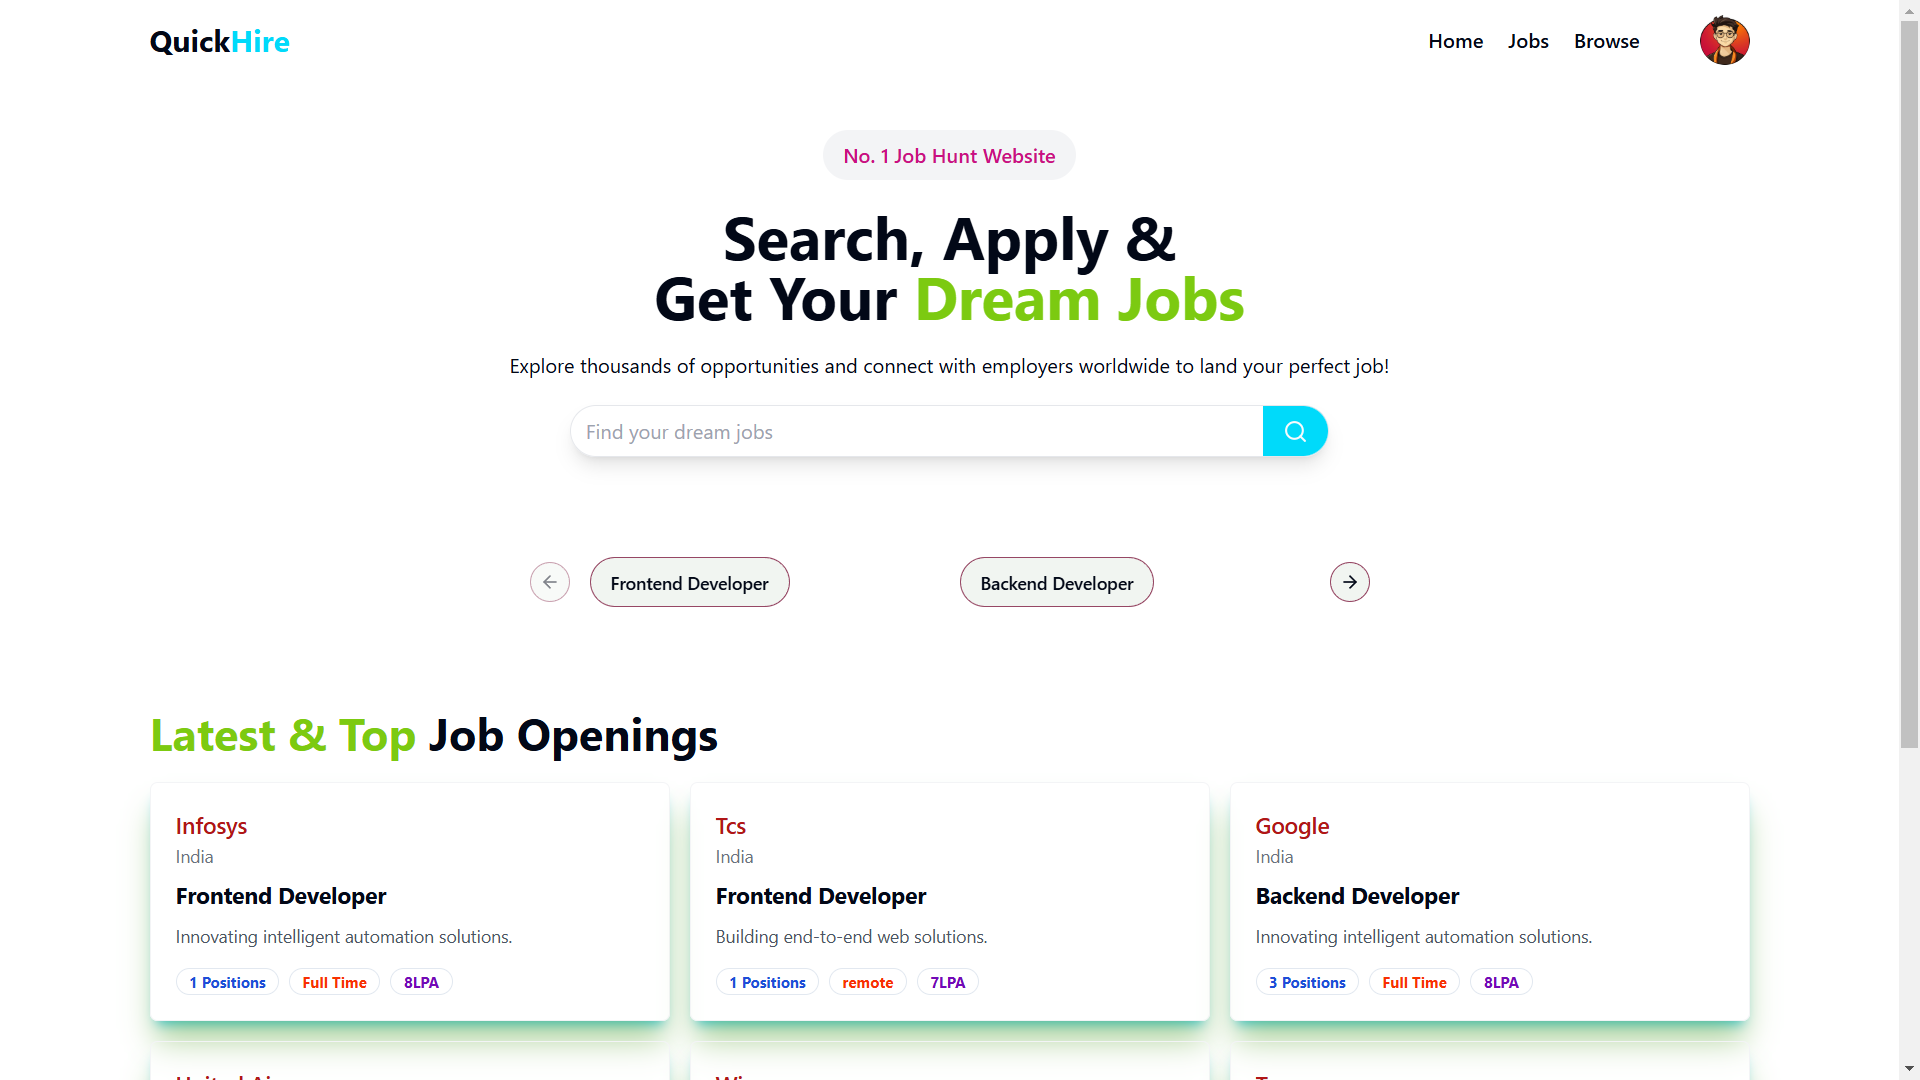 QuickHire
Home Jobs Browse
No. 1 Job Hunt Website
Search, Apply &
Get Your Dream Jobs
Explore thousands of opportunities and connect with employers worldwide to land your perfect job!
Find your dream jobs
Frontend Developer
Backend Developer
Latest & Top Job Openings
Infosys
India
Frontend Developer
Innovating intelligent automation solutions.
1 Positions Full Time 8LPA
Tcs
India
Frontend Developer
Building end-to-end web solutions.
1 Positions remote 7LPA
Google
India
Backend Developer
Innovating intelligent automation solutions.
3 Positions Full Time 8LPA